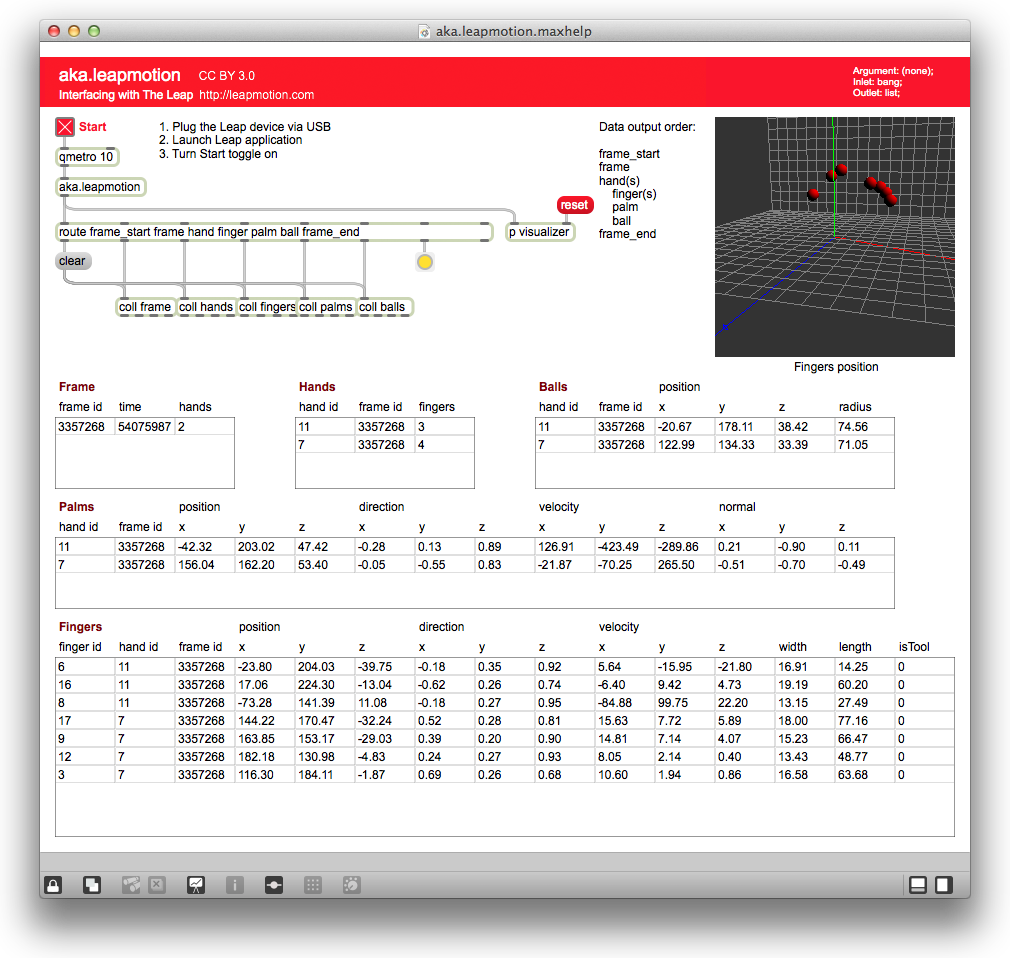 aka.leapmotion.maxhelp
aka.leapmotion CC BY 3.0
Interfacing with The Leap http://leapmotion.com
Argument: (none);
Inlet: bang;
Outlet: list;
Start
1. Plug the Leap device via USB
2. Launch Leap application
3. Turn Start toggle on
qmetro 10
aka.leapmotion
route frame_start frame hand finger palm ball frame_end
reset
p visualizer
clear
coll frame coll hands coll fingers coll palms coll balls
Data output order:
frame_start
frame
hand(s)
finger(s)
palm
ball
frame_end
Fingers position
Frame
frame id time hands
3357268 54075987 2
Hands
hand id frame id fingers
11 3357268 3
7 3357268 4
Balls position
hand id frame id x y z radius
11 3357268 -20.67 178.11 38.42 74.56
7 3357268 122.99 134.33 33.39 71.05
Palms position direction velocity normal
hand id frame id x y z x y z x y z x y z
11 3357268 -42.32 203.02 47.42 -0.28 0.13 0.89 126.91 -423.49 -289.86 0.21 -0.90 0.11
7 3357268 156.04 162.20 53.40 -0.05 -0.55 0.83 -21.87 -70.25 265.50 -0.51 -0.70 -0.49
Fingers position direction velocity
finger id hand id frame id x y z x y z x y z width length isTool
6 11 3357268 -23.80 204.03 -39.75 -0.18 0.35 0.92 5.64 -15.95 -21.80 16.91 14.25 0
16 11 3357268 17.06 224.30 -13.04 -0.62 0.26 0.74 -6.40 9.42 4.73 19.19 60.20 0
8 11 3357268 -73.28 141.39 11.08 -0.18 0.27 0.95 -84.88 99.75 22.20 13.15 27.49 0
17 7 3357268 144.22 170.47 -32.24 0.52 0.28 0.81 15.63 7.72 5.89 18.00 77.16 0
9 7 3357268 163.85 153.17 -29.03 0.39 0.20 0.90 14.81 7.14 4.07 15.23 66.47 0
12 7 3357268 182.18 130.98 -4.83 0.24 0.27 0.93 8.05 2.14 0.40 13.43 48.77 0
3 7 3357268 116.30 184.11 -1.87 0.69 0.26 0.68 10.60 1.94 0.86 16.58 63.68 0